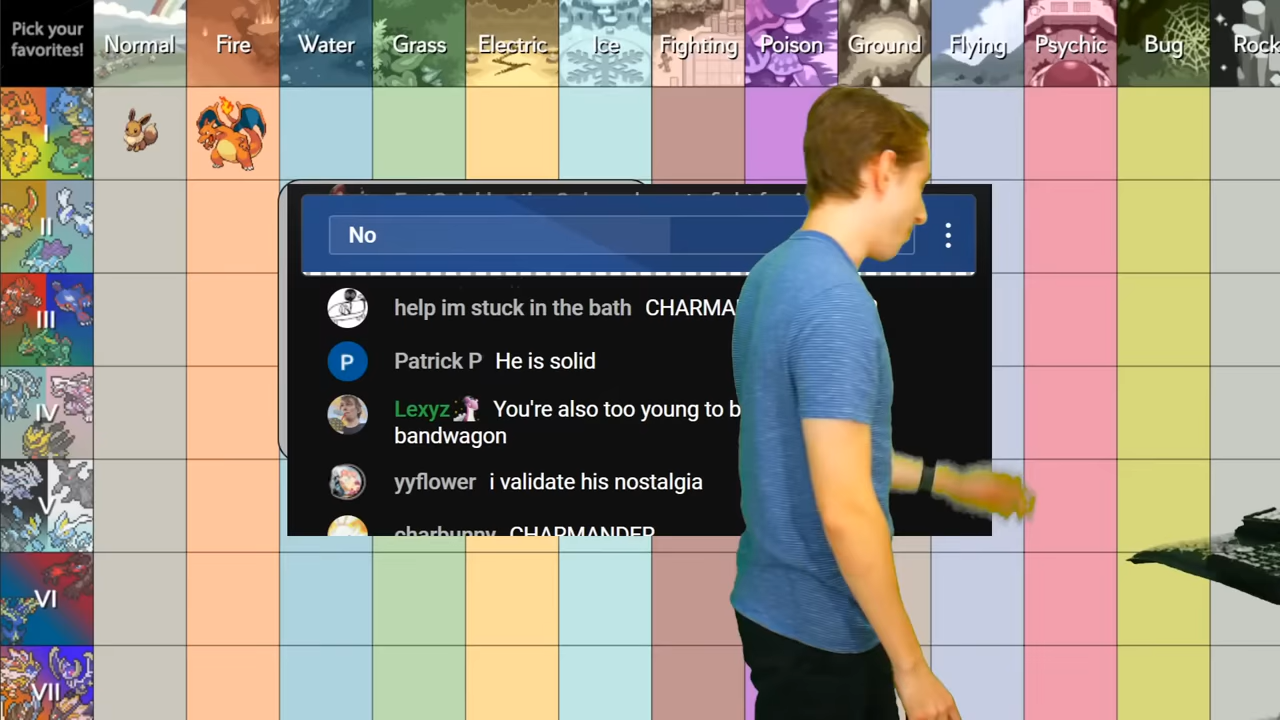 Pick your
favorites!
Normal
Fire
Water
Grass
Electric
Ice
Fighting
Poison
Ground
Flying
Psychic
Bug
Rock
I
II
III
IV
V
VI
VII
No
help im stuck in the bath CHARMA
P
Patrick P He is solid
Lexyz You're also too young to b
bandwagon
yyflower i validate his nostalgia
charbunny CHARMANDER